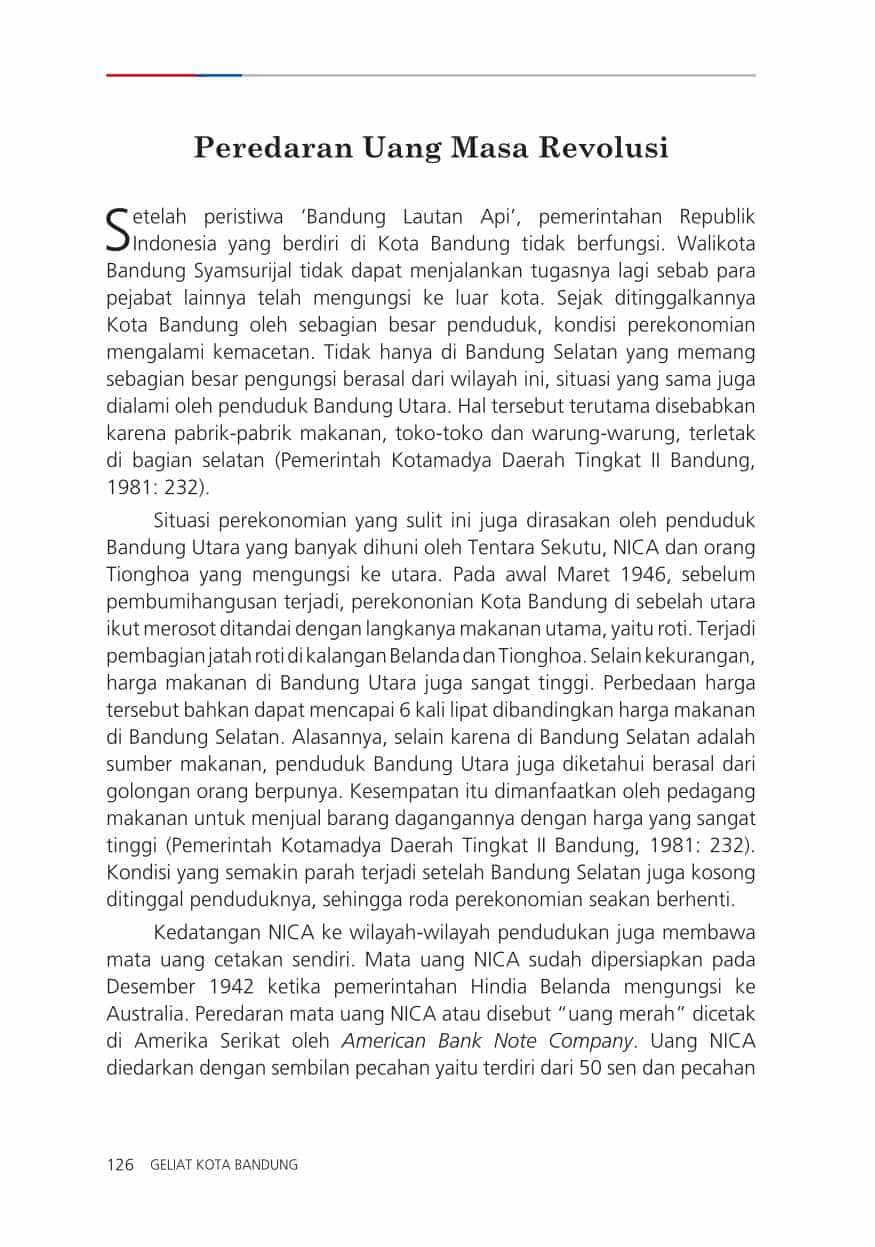 Peredaran Uang Masa Revolusi
Setelah peristiwa ‘Bandung Lautan Api’, pemerintahan Republik
Indonesia yang berdiri di Kota Bandung tidak berfungsi. Walikota
Bandung Syamsurijal tidak dapat menjalankan tugasnya lagi sebab para
pejabat lainnya telah mengungsi ke luar kota. Sejak ditinggalkannya
Kota Bandung oleh sebagian besar penduduk, kondisi perekonomian
mengalami kemacetan. Tidak hanya di Bandung Selatan yang memang
sebagian besar pengungsi berasal dari wilayah ini, situasi yang sama juga
dialami oleh penduduk Bandung Utara. Hal tersebut terutama disebabkan
karena pabrik-pabrik makanan, toko-toko dan warung-warung, terletak
di bagian selatan (Pemerintah Kotamadya Daerah Tingkat II Bandung,
1981: 232).
Situasi perekonomian yang sulit ini juga dirasakan oleh penduduk
Bandung Utara yang banyak dihuni oleh Tentara Sekutu, NICA dan orang
Tionghoa yang mengungsi ke utara. Pada awal Maret 1946, sebelum
pembumihangusan terjadi, perekononian Kota Bandung di sebelah utara
ikut merosot ditandai dengan langkanya makanan utama, yaitu roti. Terjadi
pembagian jatah roti di kalangan Belanda dan Tionghoa. Selain kekurangan,
harga makanan di Bandung Utara juga sangat tinggi. Perbedaan harga
tersebut bahkan dapat mencapai 6 kali lipat dibandingkan harga makanan
di Bandung Selatan. Alasannya, selain karena di Bandung Selatan adalah
sumber makanan, penduduk Bandung Utara juga diketahui berasal dari
golongan orang berpunya. Kesempatan itu dimanfaatkan oleh pedagang
makanan untuk menjual barang dagangannya dengan harga yang sangat
tinggi (Pemerintah Kotamadya Daerah Tingkat II Bandung, 1981: 232).
Kondisi yang semakin parah terjadi setelah Bandung Selatan juga kosong
ditinggal penduduknya, sehingga roda perekonomian seakan berhenti.
Kedatangan NICA ke wilayah-wilayah pendudukan juga membawa
mata uang cetakan sendiri. Mata uang NICA sudah dipersiapkan pada
Desember 1942 ketika pemerintahan Hindia Belanda mengungsi ke
Australia. Peredaran mata uang NICA atau disebut “uang merah” dicetak
di Amerika Serikat oleh American Bank Note Company. Uang NICA
diedarkan dengan sembilan pecahan yaitu terdiri dari 50 sen dan pecahan
126 GELIAT KOTA BANDUNG